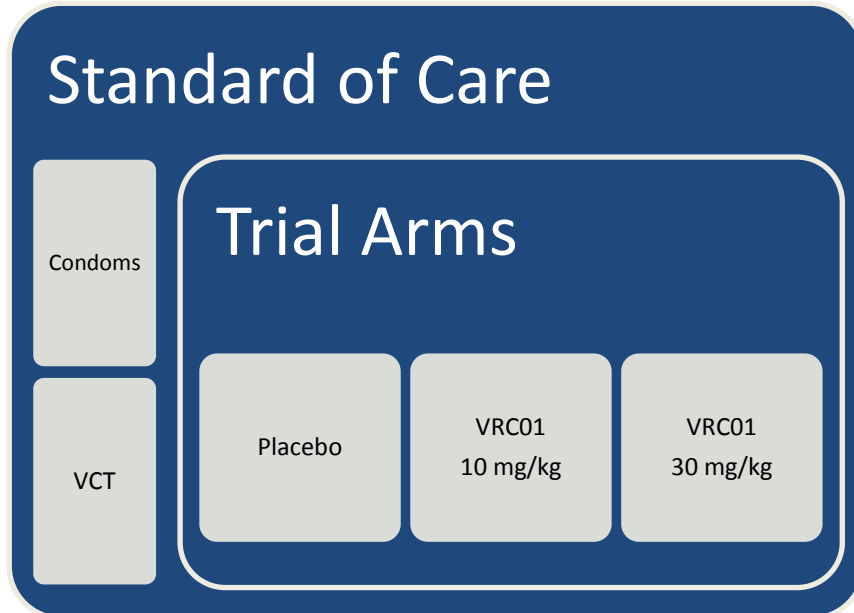 Standard of Care
Condoms
VCT
Trial Arms
Placebo
VRC01
10 mg/kg
VRC01
30 mg/kg